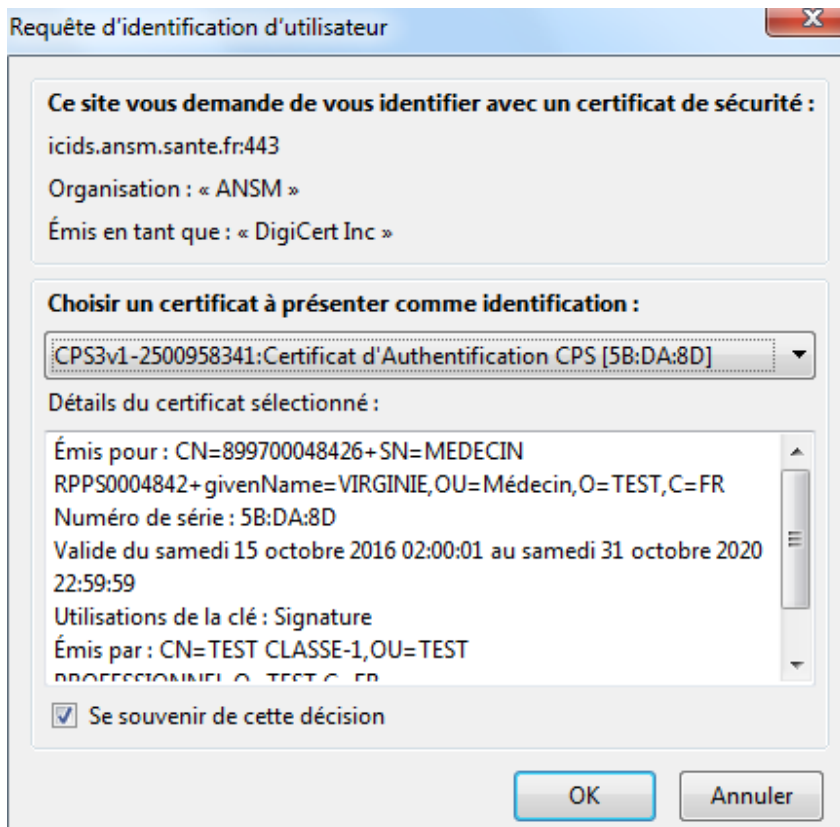 Requête d'identification d'utilisateur
Ce site vous demande de vous identifier avec un certificat de sécurité :
icids.ansm.sante.fr:443
Organisation : « ANSM »
Émis en tant que : « DigiCert Inc »
Choisir un certificat à présenter comme identification :
CPS3v1-2500958341:Certificat d'Authentification CPS [5B:DA:8D]
Détails du certificat sélectionné :
Émis pour : CN=899700048426+SN=MEDECIN
RPPS0004842+givenName=VIRGINIE,OU=Médecin,O=TEST,C=FR
Numéro de série : 5B:DA:8D
Valide du samedi 15 octobre 2016 02:00:01 au samedi 31 octobre 2020
22:59:59
Utilisations de la clé : Signature
Émis par : CN=TEST CLASSE-1,OU=TEST
PROFESSIONNEL,O=TEST,C=FR
Se souvenir de cette décision
OK
Annuler